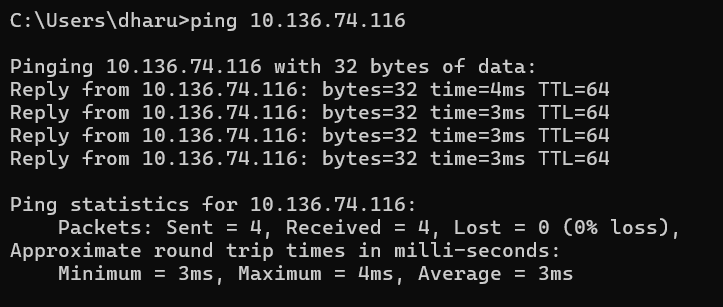 C:\Users\dharu>ping 10.136.74.116
Pinging 10.136.74.116 with 32 bytes of data:
Reply from 10.136.74.116: bytes=32 time=4ms TTL=64
Reply from 10.136.74.116: bytes=32 time=3ms TTL=64
Reply from 10.136.74.116: bytes=32 time=3ms TTL=64
Reply from 10.136.74.116: bytes=32 time=3ms TTL=64
Ping statistics for 10.136.74.116:
    Packets: Sent = 4, Received = 4, Lost = 0 (0% loss),
Approximate round trip times in milli-seconds:
    Minimum = 3ms, Maximum = 4ms, Average = 3ms